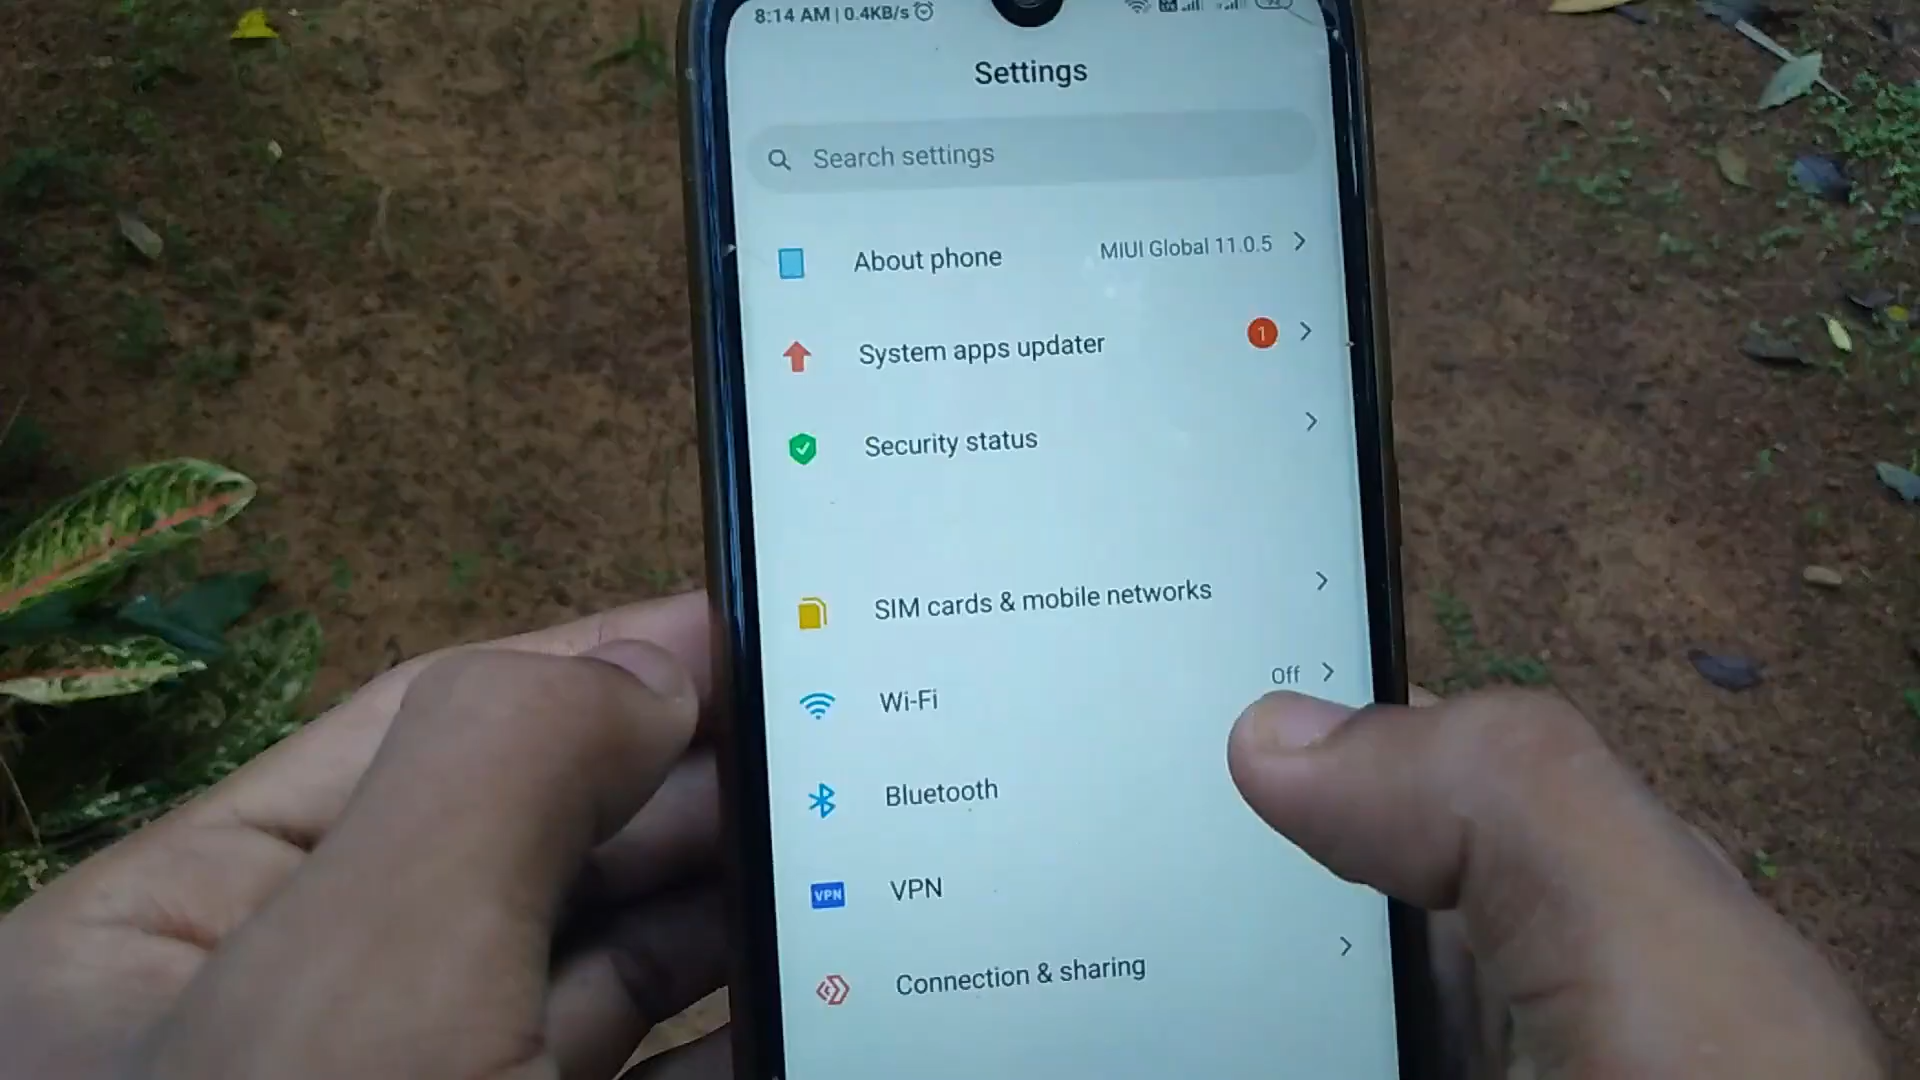 8:14 AM | 0.4KB/s
Settings
Search settings
About phone MIUI Global 11.0.5
System apps updater 1
Security status
SIM cards & mobile networks
Wi-Fi Off
Bluetooth
VPN VPN
Connection & sharing